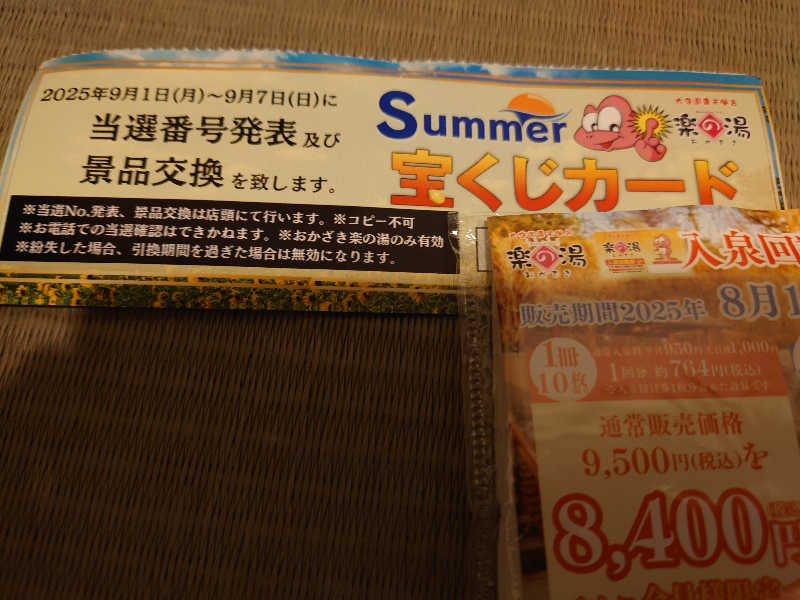 2025年9月1日(月)～9月7日(日)に
当選番号発表 及び
景品交換 を致します。
※当選No.発表、景品交換は店頭にて行います。※コピー不可
※お電話での当選確認はできかねます。※おかざき楽の湯のみ有効
※紛失した場合、引換期間を過ぎた場合は無効になります。
Summer
宝くじカード
楽の湯
おかざき
楽の湯
おかざき
楽の湯
入泉回
販売期間2025年 8月1
1冊
10枚
1回分 約764円(税込)
通常販売価格
9,500円(税込)を
8,400円